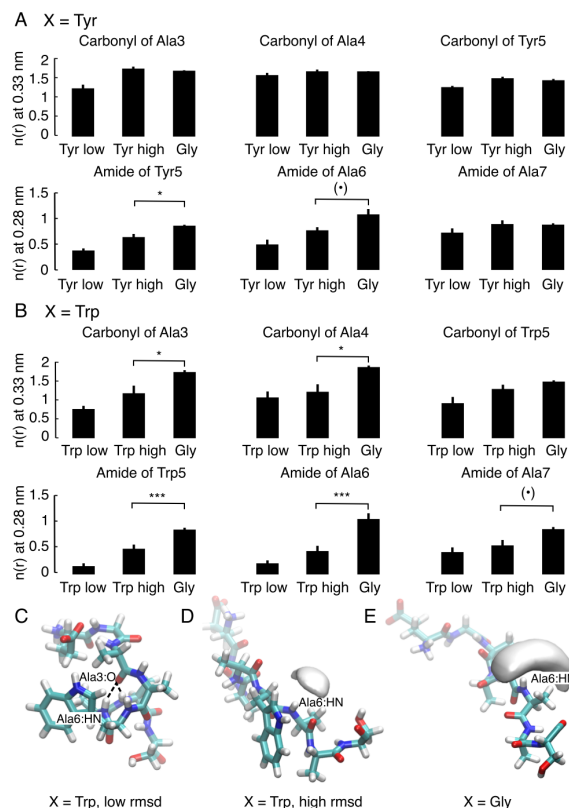 A X = Tyr
Carbonyl of Ala3 Carbonyl of Ala4 Carbonyl of Tyr5
n(r) at 0.33 nm
2
1.5
1
0.5
0
Tyr low Tyr high Gly Tyr low Tyr high Gly Tyr low Tyr high Gly
Amide of Tyr5 Amide of Ala6 Amide of Ala7
n(r) at 0.28 nm
1.5
1
0.5
0
* (•)
Tyr low Tyr high Gly Tyr low Tyr high Gly Tyr low Tyr high Gly
B X = Trp
Carbonyl of Ala3 Carbonyl of Ala4 Carbonyl of Trp5
n(r) at 0.33 nm
2
1.5
1
0.5
0
* *
Trp low Trp high Gly Trp low Trp high Gly Trp low Trp high Gly
Amide of Trp5 Amide of Ala6 Amide of Ala7
n(r) at 0.28 nm
1.5
1
0.5
0
*** *** (•)
Trp low Trp high Gly Trp low Trp high Gly Trp low Trp high Gly
C D E
Ala3:O
Ala6:HN Ala6:HN Ala6:HN
X = Trp, low rmsd X = Trp, high rmsd X = Gly